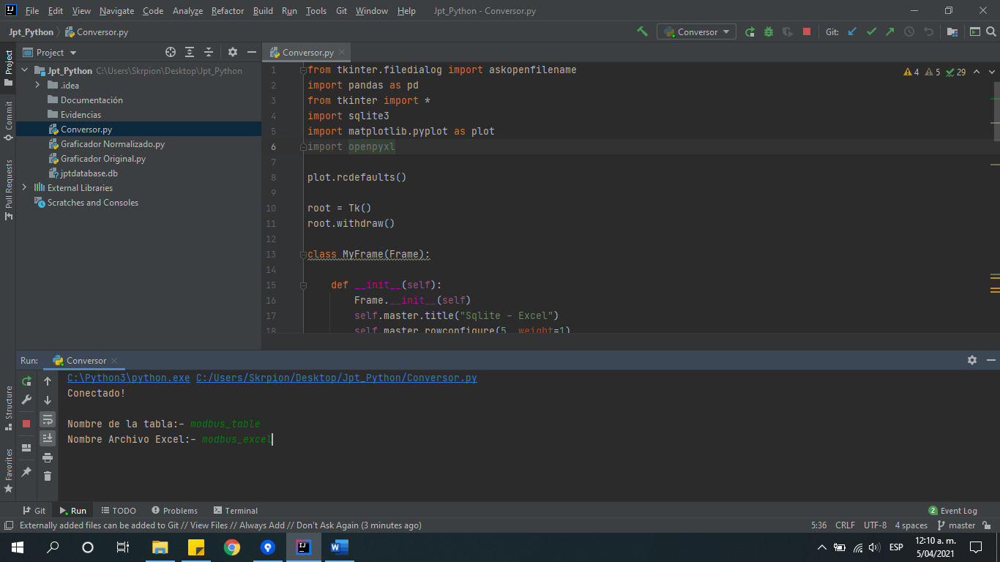 File Edit View Navigate Code Analyze Refactor Build Run Tools Git Window Help Jpt_Python - Conversor.py
Jpt_Python Conversor.py Conversor Git:
Project Conversor.py
Project
Commit
Pull Requests
Structure
Favorites
Jpt_Python C:\Users\Skrpion\Desktop\Jpt_Python
.idea
Documentación
Evidencias
Conversor.py
Graficador Normalizado.py
Graficador Original.py
jptdatabase.db
External Libraries
Scratches and Consoles
4 5 29
1 from tkinter.filedialog import askopenfilename
2 import pandas as pd
3 from tkinter import *
4 import sqlite3
5 import matplotlib.pyplot as plot
6 import openpyxl
7
8 plot.rcdefaults()
9
10 root = Tk()
11 root.withdraw()
12
13 class MyFrame(Frame):
14
15 def __init__(self):
16 Frame.__init__(self)
17 self.master.title("Sqlite - Excel")
18 self.master.rowconfigure(5, weight=1)
Run: Conversor
C:\Python3\python.exe C:/Users/Skrpion/Desktop/Jpt_Python/Conversor.py
Conectado!
Nombre de la tabla:- modbus_table
Nombre Archivo Excel:- modbus_excel
Git Run TODO Problems Terminal 2 Event Log
Externally added files can be added to Git // View Files // Always Add // Don't Ask Again (3 minutes ago) 5:36 CRLF UTF-8 4 spaces master
ESP 12:10 a. m.
5/04/2021